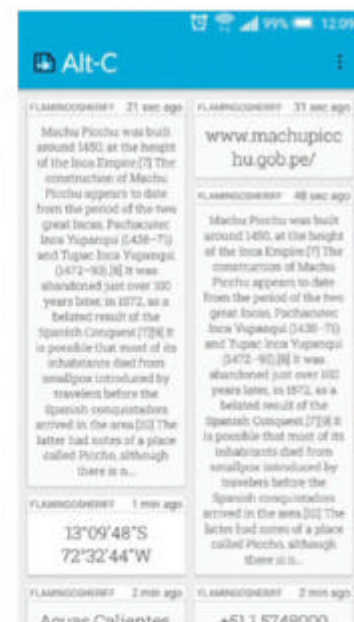 99% 12:09
Alt-C
FLAMINGOSHERIFF 21 sec ago
Machu Picchu was built
around 1450, at the height
of the Inca Empire.[7] The
construction of Machu
Picchu appears to date
from the period of the two
great Incas, Pachacutec
Inca Yupanqui (1438–71)
and Tupac Inca Yupanqui
(1472–93).[8] It was
abandoned just over 100
years later, in 1572, as a
belated result of the
Spanish Conquest.[7][9] It
is possible that most of its
inhabitants died from
smallpox introduced by
travelers before the
Spanish conquistadors
arrived in the area.[10] The
latter had notes of a place
called Piccho, although
there is n...
FLAMINGOSHERIFF 1 min ago
13°09'48"S
72°32'44"W
FLAMINGOSHERIFF 2 min ago
Aguas Calientes
FLAMINGOSHERIFF 31 sec ago
www.machupicc
hu.gob.pe/
FLAMINGOSHERIFF 48 sec ago
Machu Picchu was built
around 1450, at the height
of the Inca Empire.[7] The
construction of Machu
Picchu appears to date
from the period of the two
great Incas, Pachacutec
Inca Yupanqui (1438–71)
and Tupac Inca Yupanqui
(1472–93).[8] It was
abandoned just over 100
years later, in 1572, as a
belated result of the
Spanish Conquest.[7][9] It
is possible that most of its
inhabitants died from
smallpox introduced by
travelers before the
Spanish conquistadors
arrived in the area.[10] The
latter had notes of a place
called Piccho, although
there is n...
FLAMINGOSHERIFF 2 min ago
+51 1 5748000